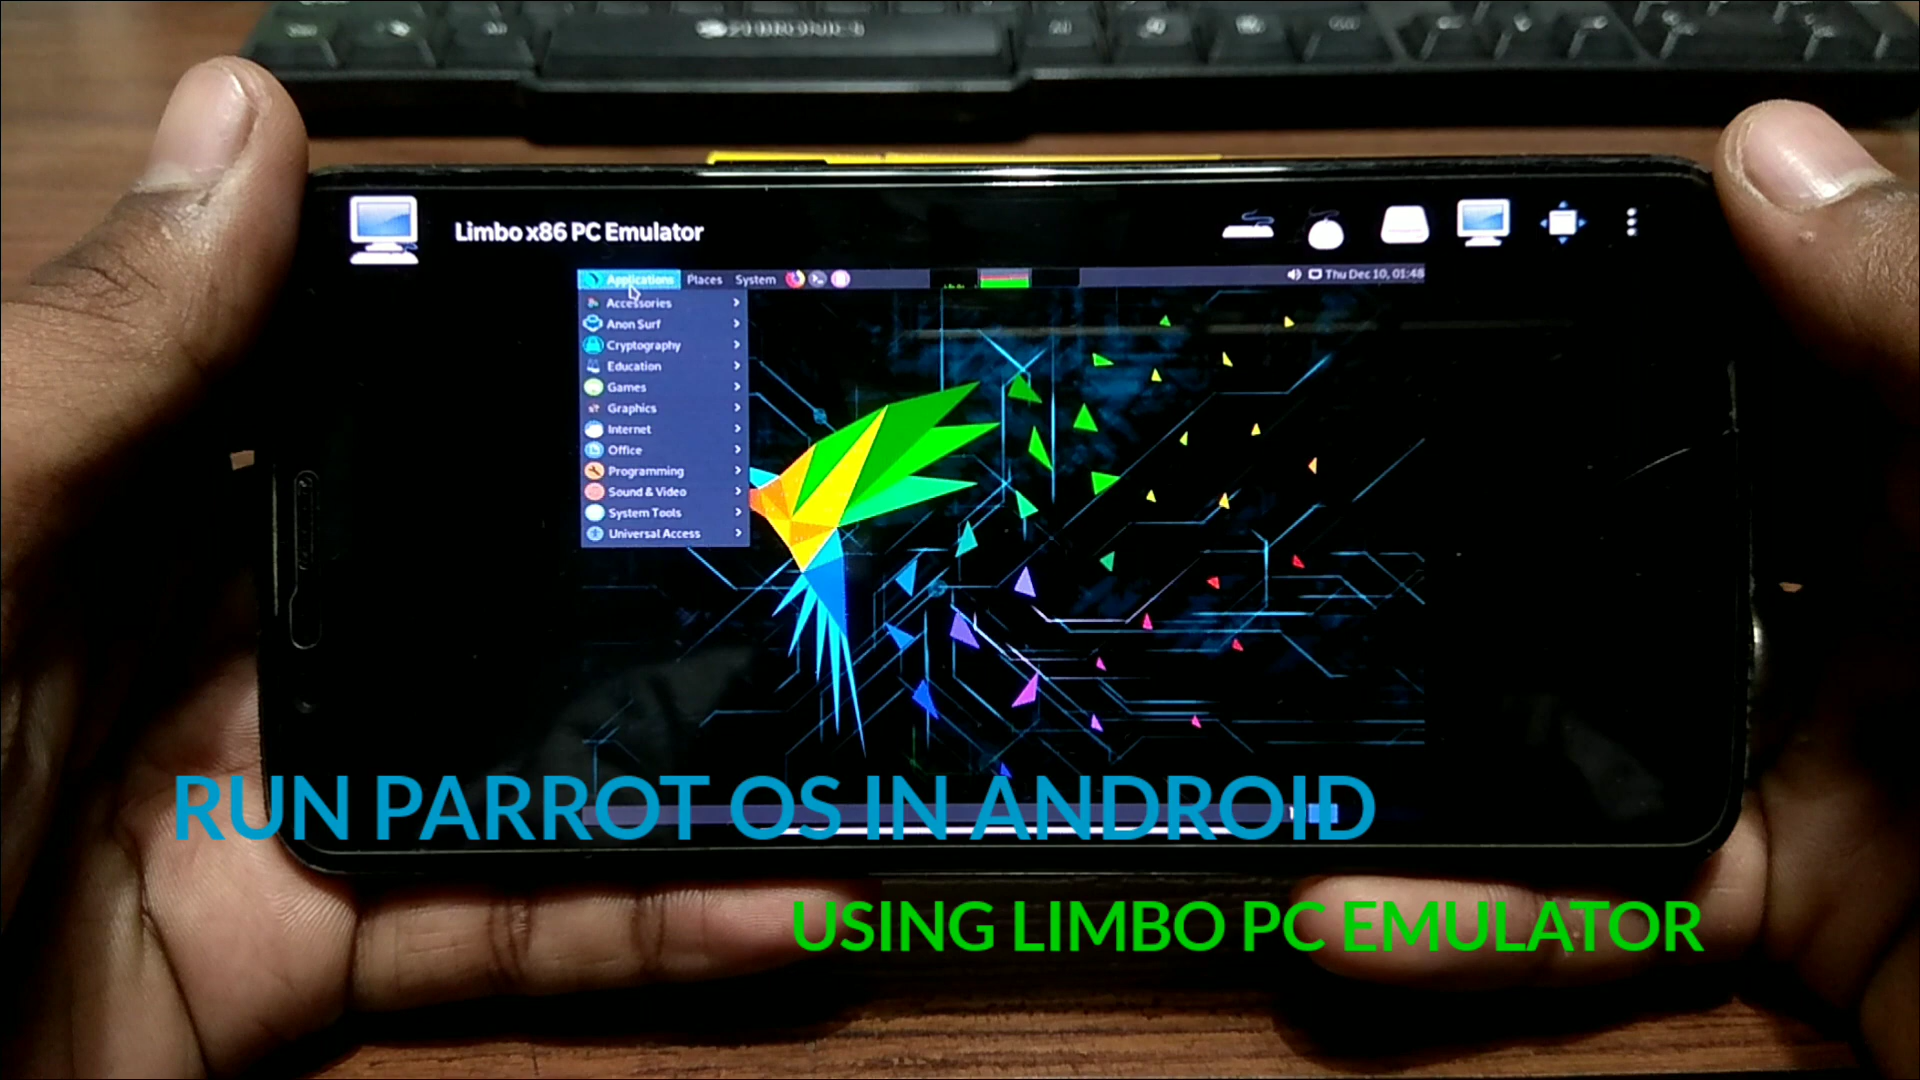 Limbo x86 PC Emulator
Applications Places System Thu Dec 10, 01:48
Accessories
Anon Surf
Cryptography
Education
Games
Graphics
Internet
Office
Programming
Sound & Video
System Tools
Universal Access
RUN PARROT OS IN ANDROID
USING LIMBO PC EMULATOR